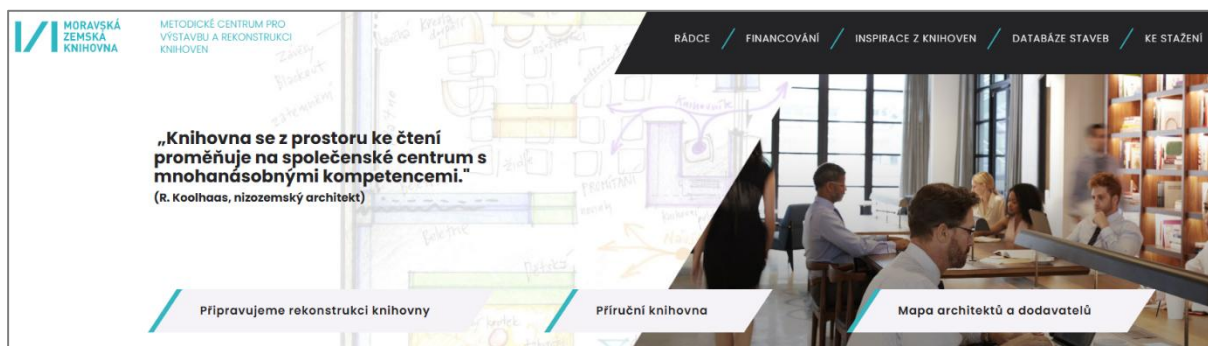 MORAVSKÁ
ZEMSKÁ
KNIHOVNA
METODICKÉ CENTRUM PRO
VÝSTAVBU A REKONSTRUKCI
KNIHOVEN
RÁDCE / FINANCOVÁNÍ / INSPIRACE Z KNIHOVEN / DATABÁZE STAVEB / KE STAŽENÍ
„Knihovna se z prostoru ke čtení
proměňuje na společenské centrum s
mnohanásobnými kompetencemi."
(R. Koolhaas, nizozemský architekt)
Beletrie
Dětská
Připravujeme rekonstrukci knihovny
Příruční knihovna
Mapa architektů a dodavatelů